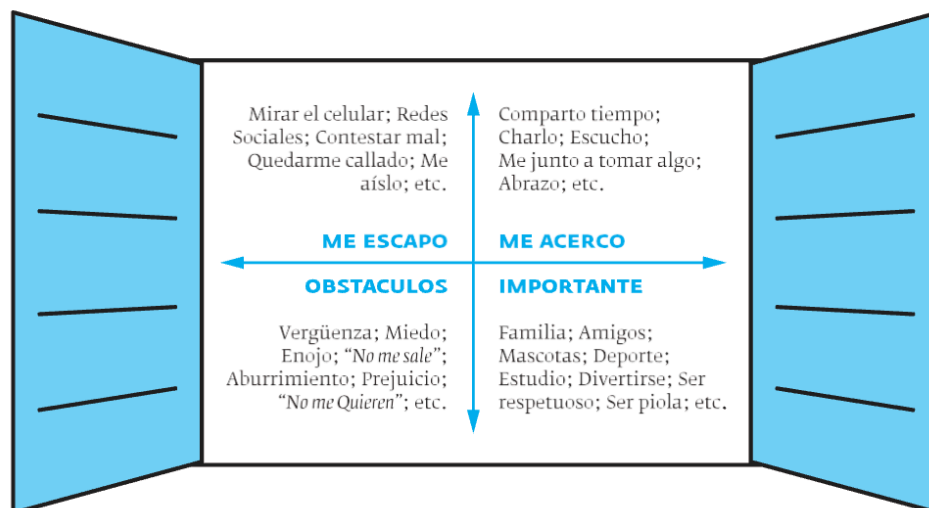 Mirar el celular; Redes
Sociales; Contestar mal;
Quedarme callado; Me
aíslo; etc.
Comparto tiempo;
Charlo; Escucho;
Me junto a tomar algo;
Abrazo; etc.
ME ESCAPO
ME ACERCO
OBSTACULOS
IMPORTANTE
Vergüenza; Miedo;
Enojo; “No me sale”;
Aburrimiento; Prejuicio;
“No me Quieren”; etc.
Familia; Amigos;
Mascotas; Deporte;
Estudio; Divertirse; Ser
respetuoso; Ser piola; etc.